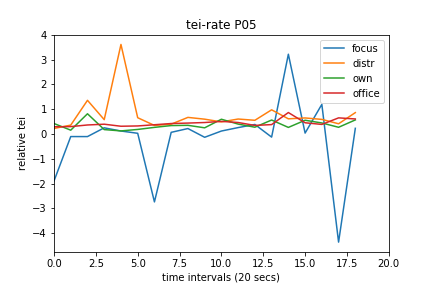 tei-rate P05
focus
distr
own
office
relative tei
4
3
2
1
0
−1
−2
−3
−4
0.0 2.5 5.0 7.5 10.0 12.5 15.0 17.5 20.0
time intervals (20 secs)